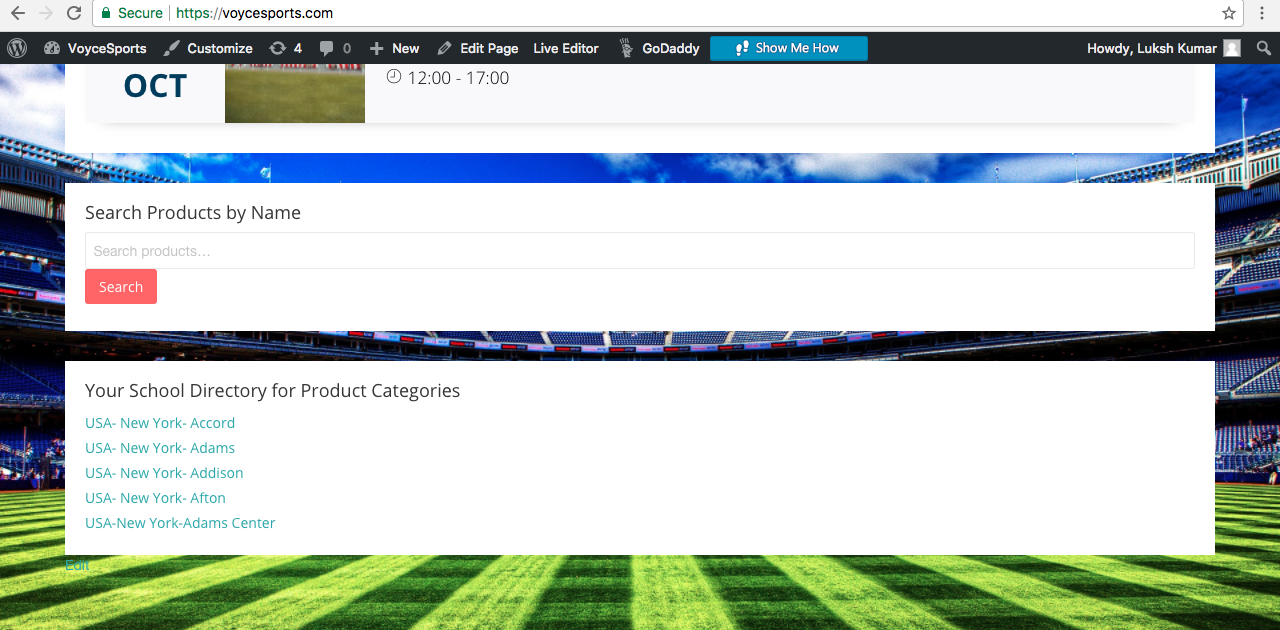 Secure https://voycesports.com
VoyceSports Customize 4 0 New Edit Page Live Editor GoDaddy Show Me How Howdy, Luksh Kumar
OCT
12:00 - 17:00
Search Products by Name
Search products...
Search
Your School Directory for Product Categories
USA- New York- Accord
USA- New York- Adams
USA- New York- Addison
USA- New York- Afton
USA-New York-Adams Center
Edit